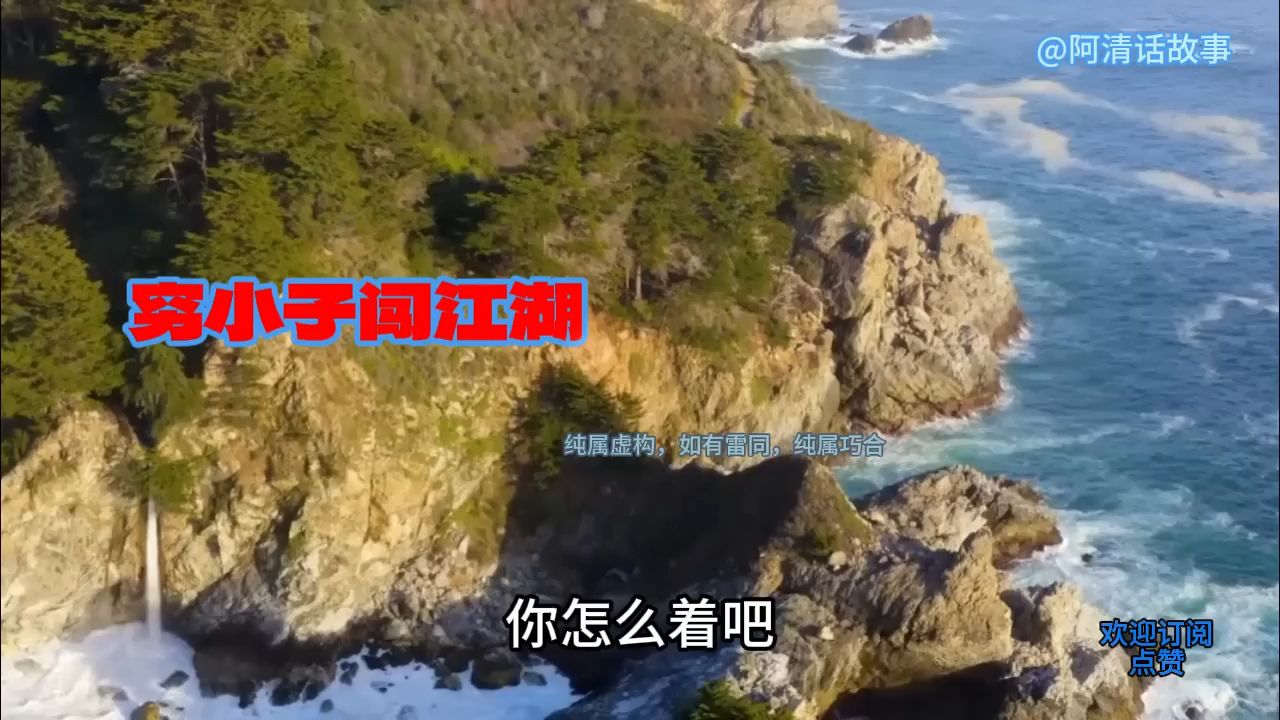 @阿清话故事
穷小子闯江湖
纯属虚构，如有雷同，纯属巧合
你怎么着吧
欢迎订阅
点赞